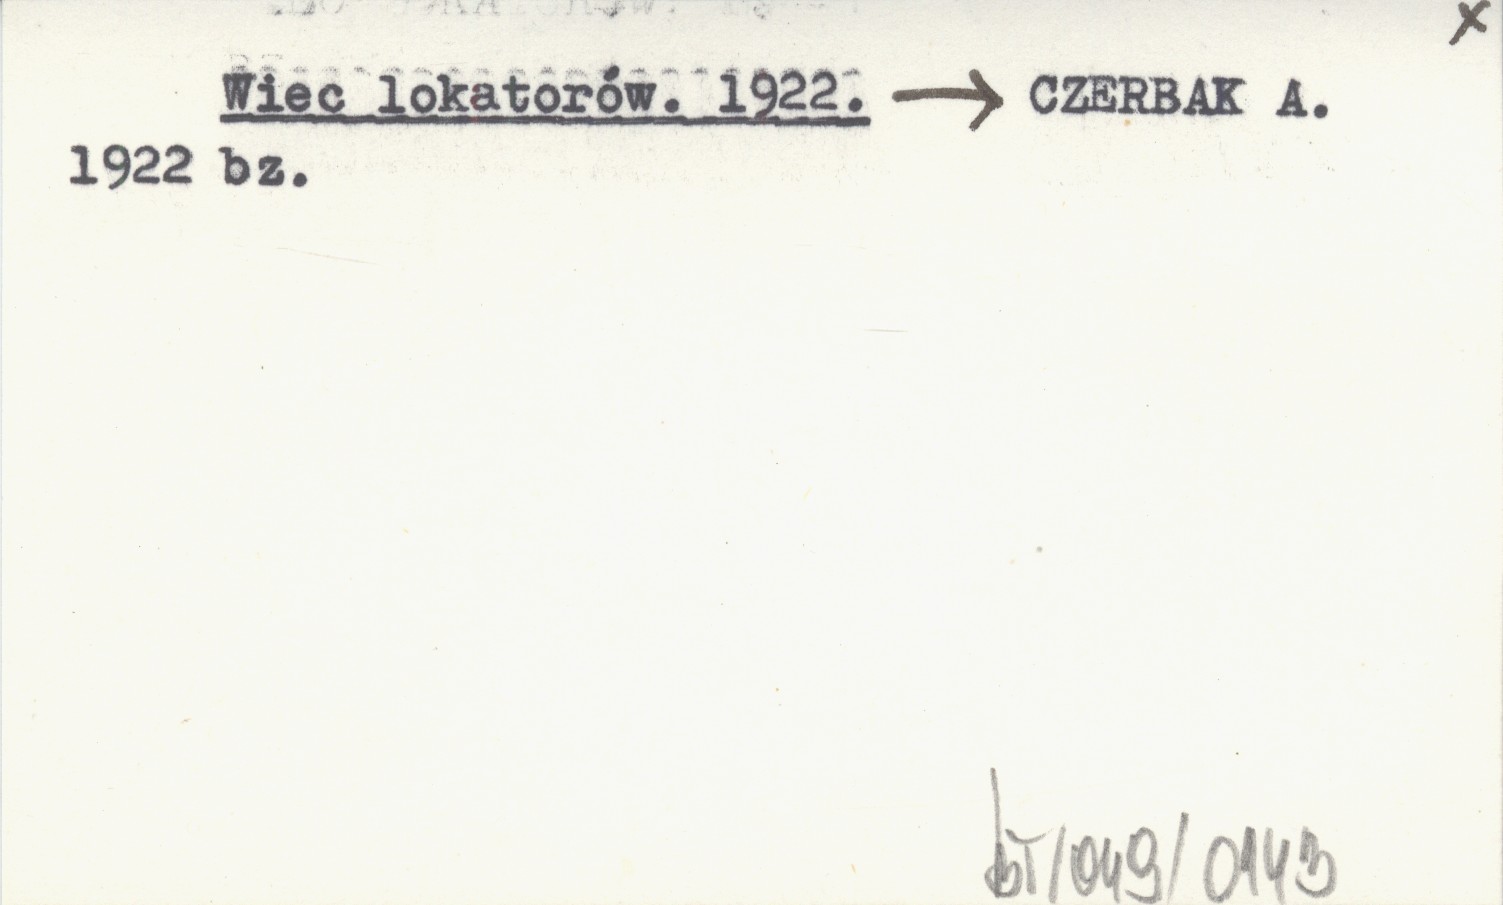 x
Wiec lokatorów. 1922. → CZERBAK A.
1922 bz.
bT/049/0143